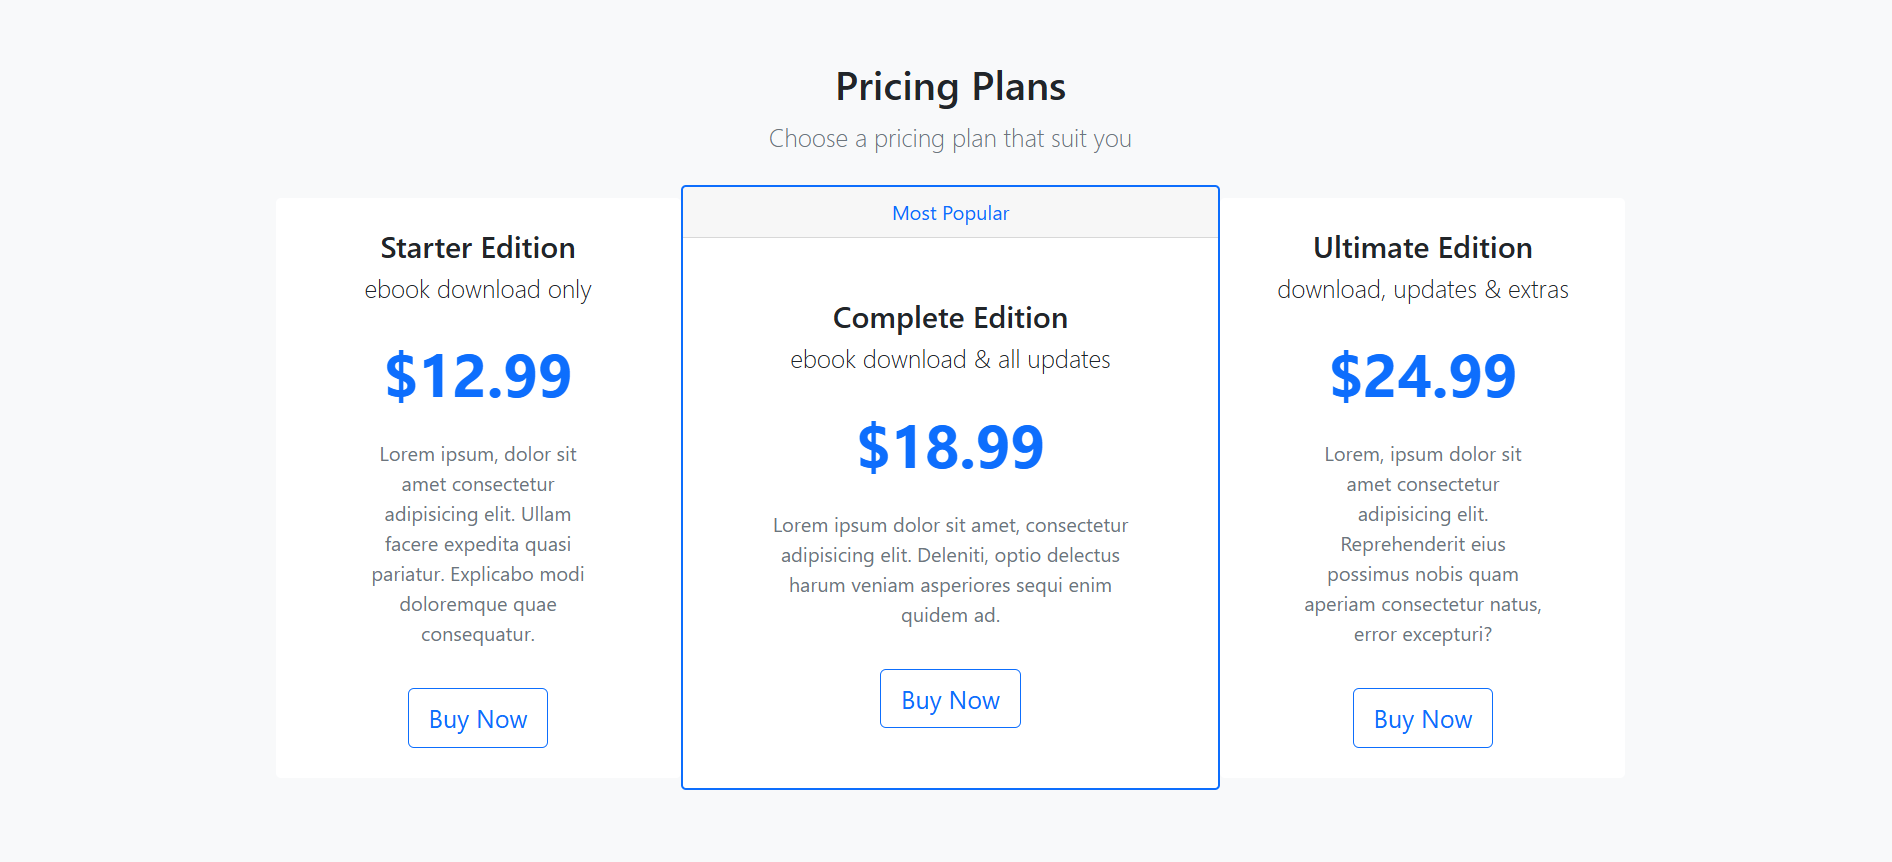 Pricing Plans
Choose a pricing plan that suit you
Starter Edition
ebook download only
$12.99
Lorem ipsum, dolor sit
amet consectetur
adipisicing elit. Ullam
facere expedita quasi
pariatur. Explicabo modi
doloremque quae
consequatur.
Buy Now
Most Popular
Complete Edition
ebook download & all updates
$18.99
Lorem ipsum dolor sit amet, consectetur
adipisicing elit. Deleniti, optio delectus
harum veniam asperiores sequi enim
quidem ad.
Buy Now
Ultimate Edition
download, updates & extras
$24.99
Lorem, ipsum dolor sit
amet consectetur
adipisicing elit.
Reprehenderit eius
possimus nobis quam
aperiam consectetur natus,
error excepturi?
Buy Now